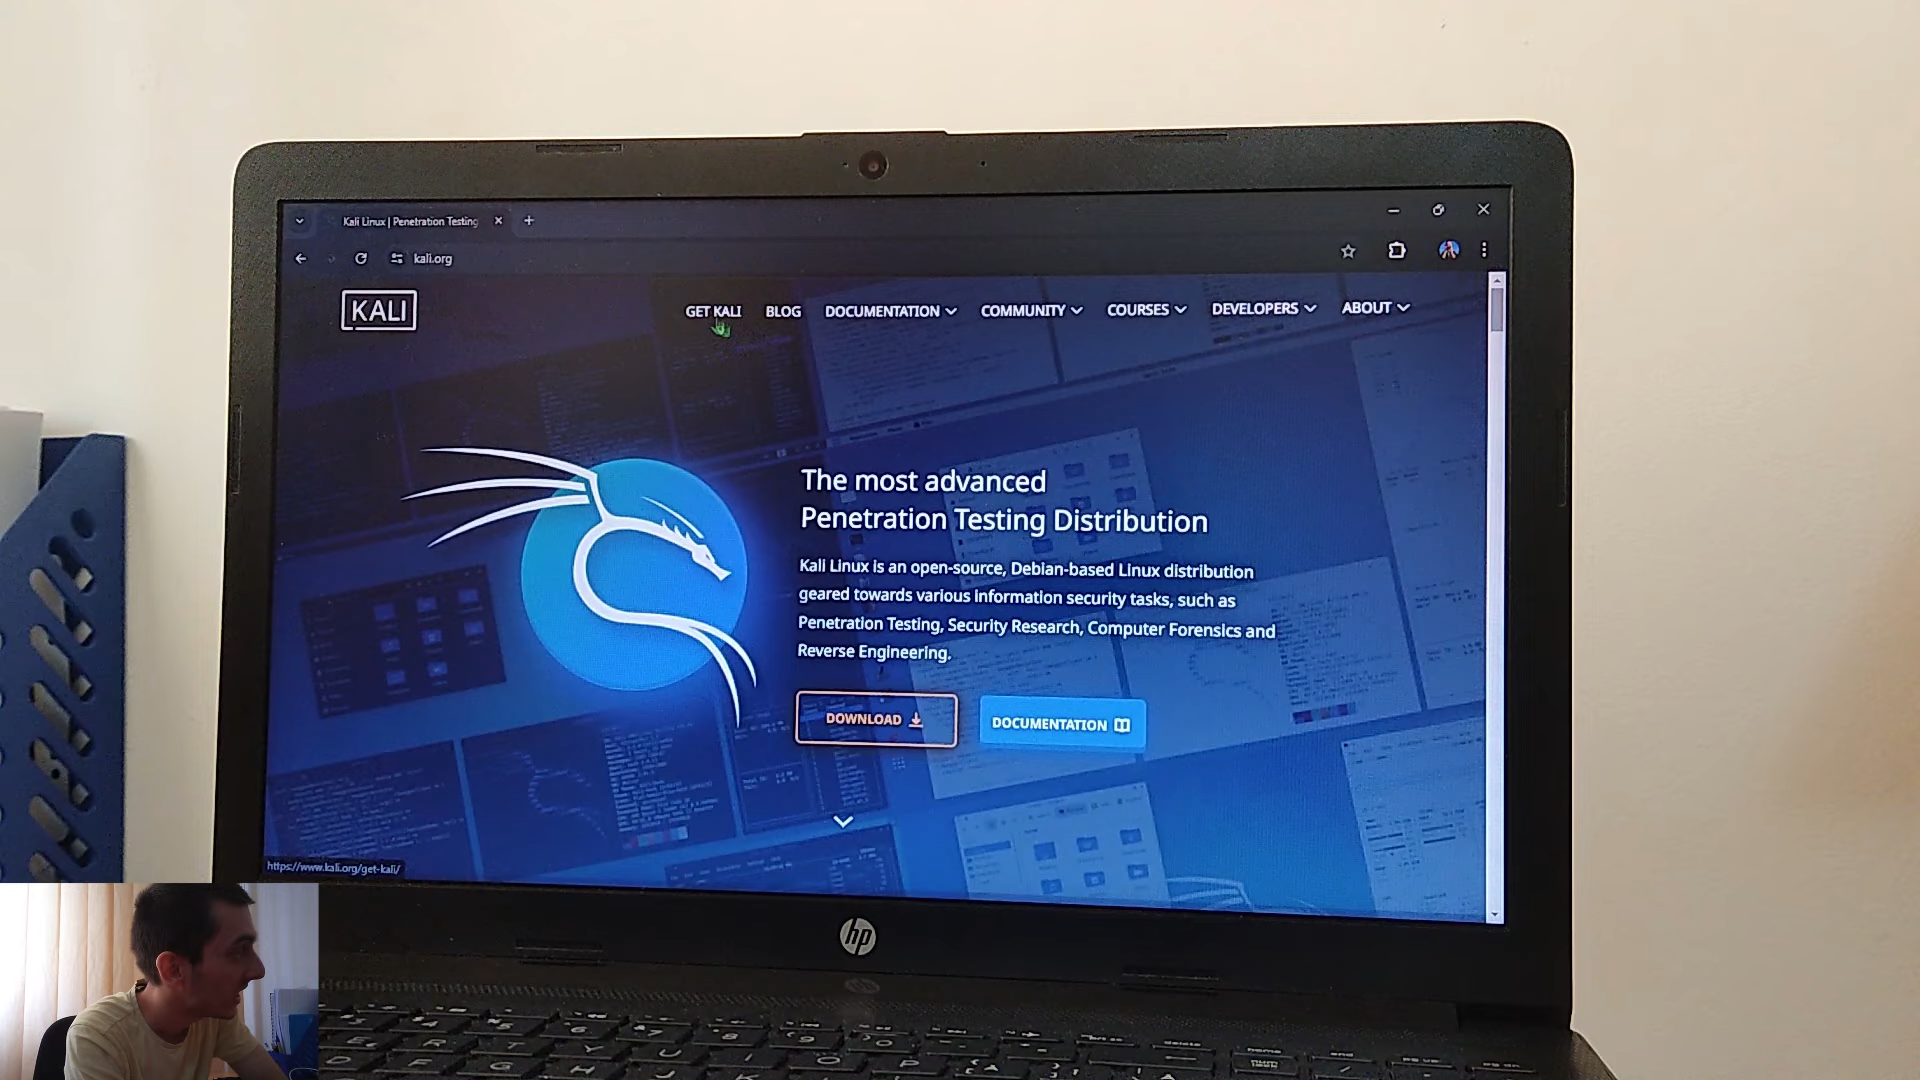 Kali Linux | Penetration Testing
kali.org
KALI
GET KALI
BLOG
DOCUMENTATION
COMMUNITY
COURSES
DEVELOPERS
ABOUT
The most advanced
Penetration Testing Distribution
Kali Linux is an open-source, Debian-based Linux distribution
geared towards various information security tasks, such as
Penetration Testing, Security Research, Computer Forensics and
Reverse Engineering.
DOWNLOAD
DOCUMENTATION
https://www.kali.org/get-kali/
hp